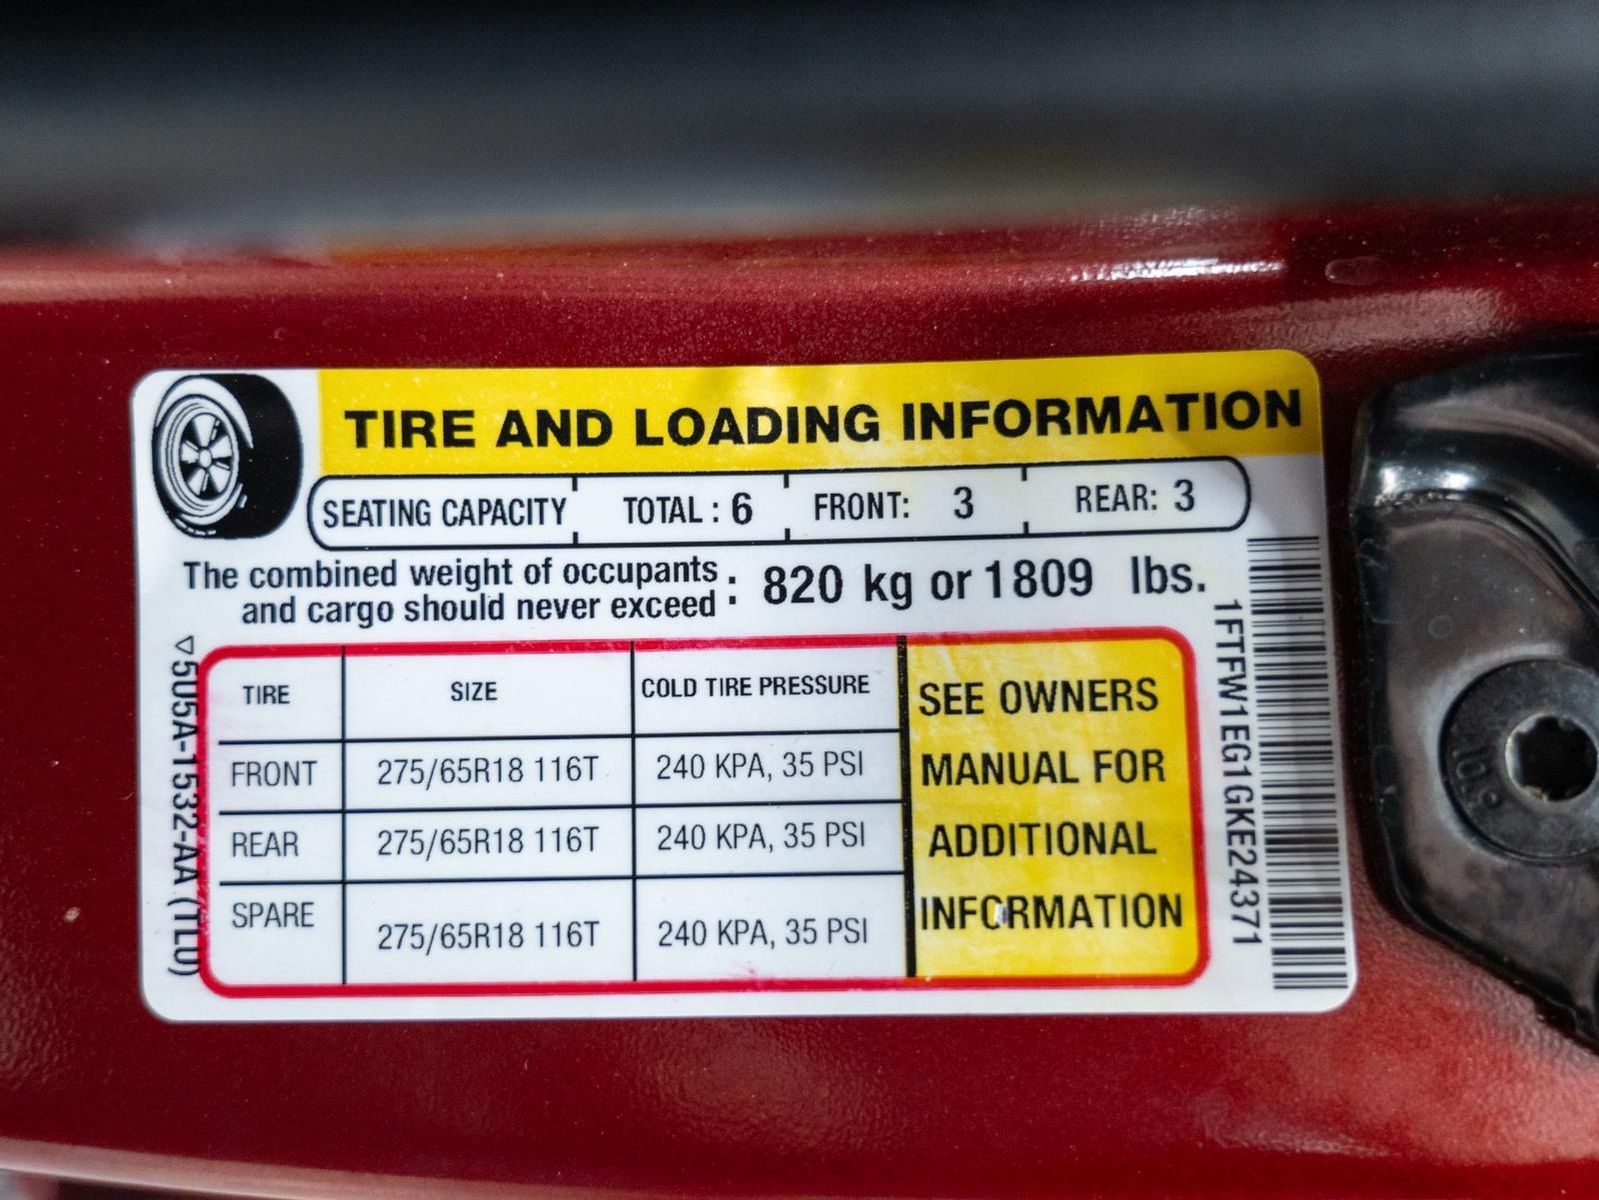 TIRE AND LOADING INFORMATION
SEATING CAPACITY TOTAL : 6 FRONT: 3 REAR: 3
The combined weight of occupants
and cargo should never exceed : 820 kg or 1809 lbs.
TIRE SIZE COLD TIRE PRESSURE
FRONT 275/65R18 116T 240 KPA, 35 PSI
REAR 275/65R18 116T 240 KPA, 35 PSI
SPARE 275/65R18 116T 240 KPA, 35 PSI
SEE OWNERS
MANUAL FOR
ADDITIONAL
INFORMATION
5U5A-1532-AA (TLU)
1FTFW1EG1GKE24371
10.9